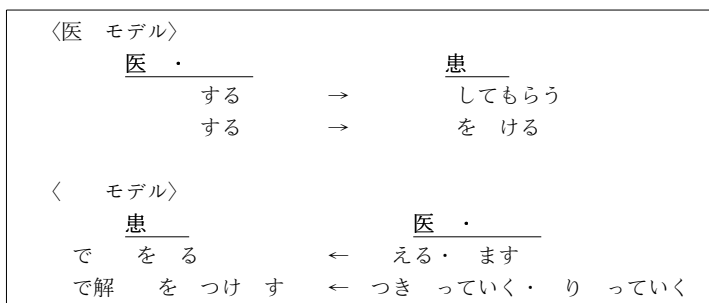 〈医　モデル〉
医　・　　　　患
する　→　してもらう
する　→　を　ける
〈　　モデル〉
患　　　　医　・
で　　を　る　←　える・　ます
で解　　を　つけ　す　←　つき　っていく・　り　っていく